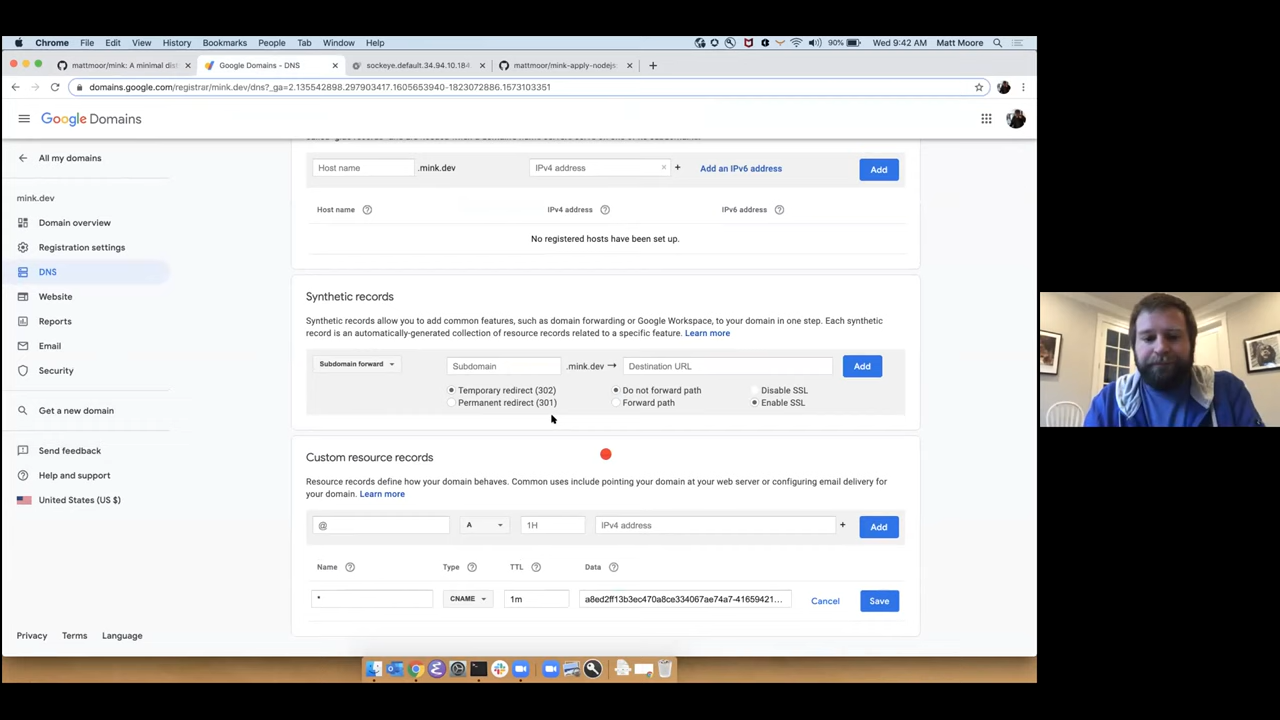 Chrome File Edit View History Bookmarks People Tab Window Help 90% Wed 9:42 AM Matt Moore
mattmoor/mink: A minimal dist Google Domains - DNS sockeye.default.34.94.10.184. mattmoor/mink-apply-nodejs:
domains.google.com/registrar/mink.dev/dns?_ga=2.135542898.297903417.1605653940-1823072886.1573103351
Google Domains
All my domains
mink.dev
Domain overview
Registration settings
DNS
Website
Reports
Email
Security
Get a new domain
Send feedback
Help and support
United States (US $)
Privacy Terms Language
Host name .mink.dev IPv4 address × + Add an IPv6 address Add
Host name IPv4 address IPv6 address
No registered hosts have been set up.
Synthetic records
Synthetic records allow you to add common features, such as domain forwarding or Google Workspace, to your domain in one step. Each synthetic
record is an automatically-generated collection of resource records related to a specific feature. Learn more
Subdomain forward Subdomain .mink.dev → Destination URL Add
Temporary redirect (302) Do not forward path Disable SSL
Permanent redirect (301) Forward path Enable SSL
Custom resource records
Resource records define how your domain behaves. Common uses include pointing your domain at your web server or configuring email delivery for
your domain. Learn more
@ A 1H IPv4 address + Add
Name Type TTL Data
* CNAME 1m a8ed2ff13b3ec470a8ce334067ae74a7-41659421... Cancel Save